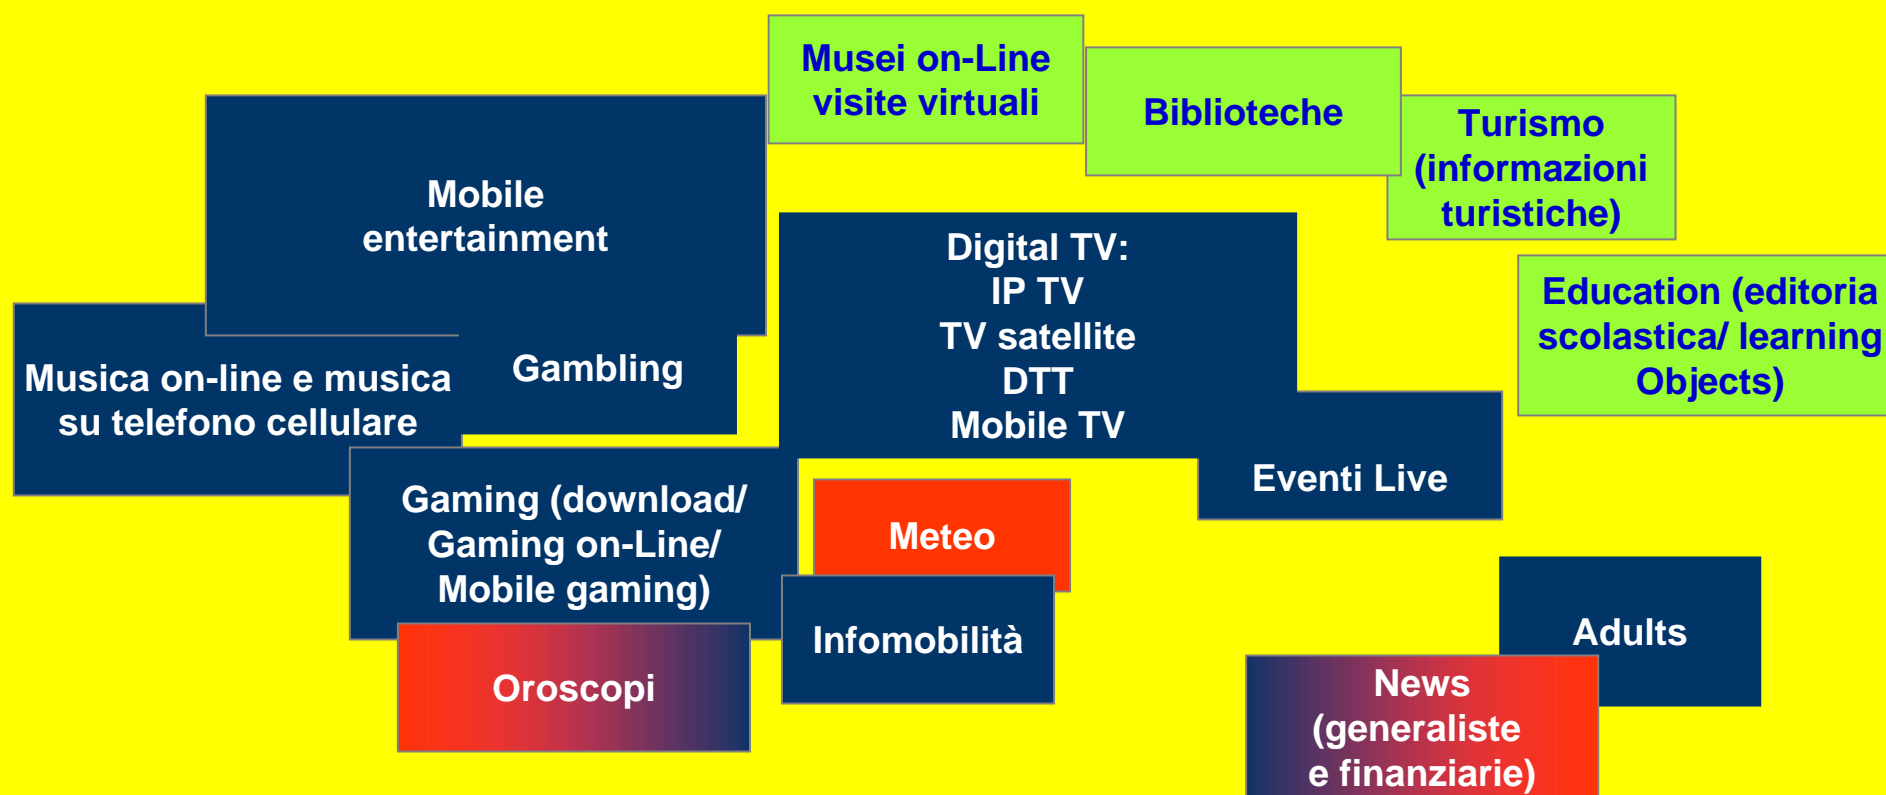 Musei on-Line
visite virtuali
Biblioteche
Turismo
(informazioni
turistiche)
Mobile
entertainment
Digital TV:
IP TV
TV satellite
DTT
Mobile TV
Education (editoria
scolastica/ learning
Objects)
Musica on-line e musica
su telefono cellulare
Gambling
Eventi Live
Gaming (download/
Gaming on-Line/
Mobile gaming)
Meteo
Infomobilità
Adults
Oroscopi
News
(generaliste
e finanziarie)